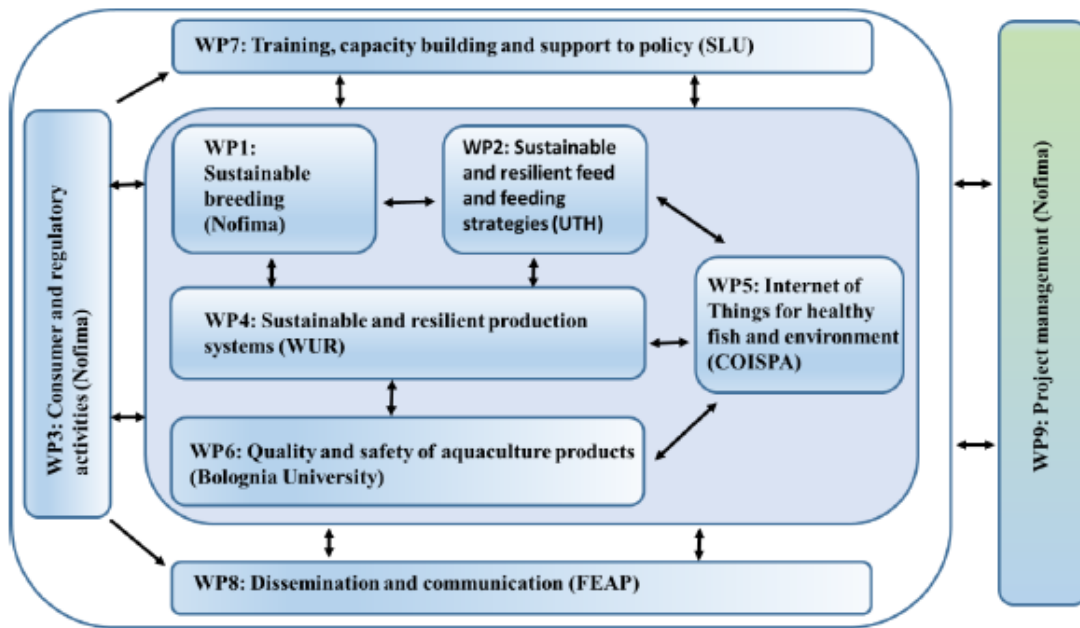 WP7: Training, capacity building and support to policy (SLU)
WP3: Consumer and regulatory
activities (Nofima)
WP1:
Sustainable
breeding
(Nofima)
WP2: Sustainable
and resilient feed
and feeding
strategies (UTH)
WP5: Internet of
Things for healthy
fish and environment
(COISPA)
WP4: Sustainable and resilient production
systems (WUR)
WP6: Quality and safety of aquaculture products
(Bolognia University)
WP8: Dissemination and communication (FEAP)
WP9: Project management (Nofima)